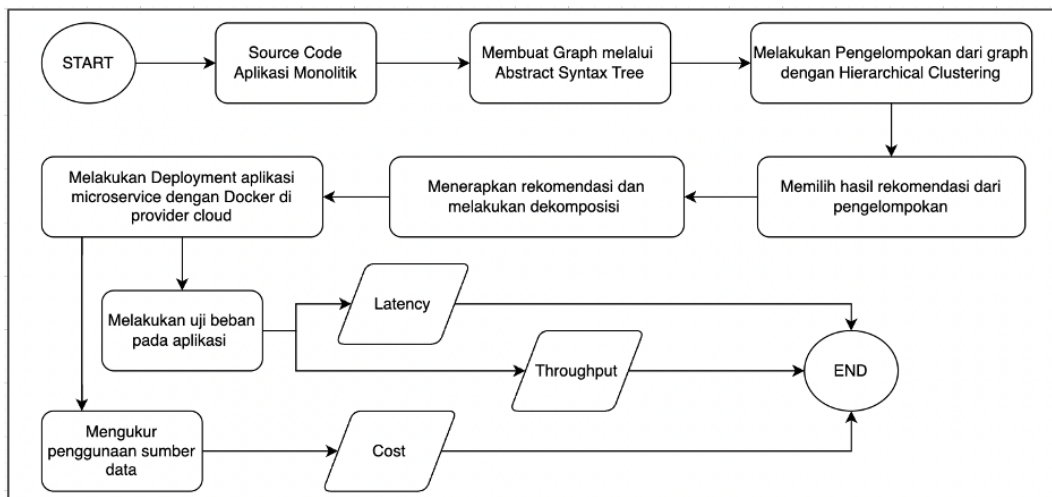 START
Source Code
Aplikasi Monolitik
Membuat Graph melalui
Abstract Syntax Tree
Melakukan Pengelompokan dari graph
dengan Hierarchical Clustering
Memilih hasil rekomendasi dari
pengelompokan
Menerapkan rekomendasi dan
melakukan dekomposisi
Melakukan Deployment aplikasi
microservice dengan Docker di
provider cloud
Melakukan uji beban
pada aplikasi
Latency
Throughput
END
Mengukur
penggunaan sumber
data
Cost